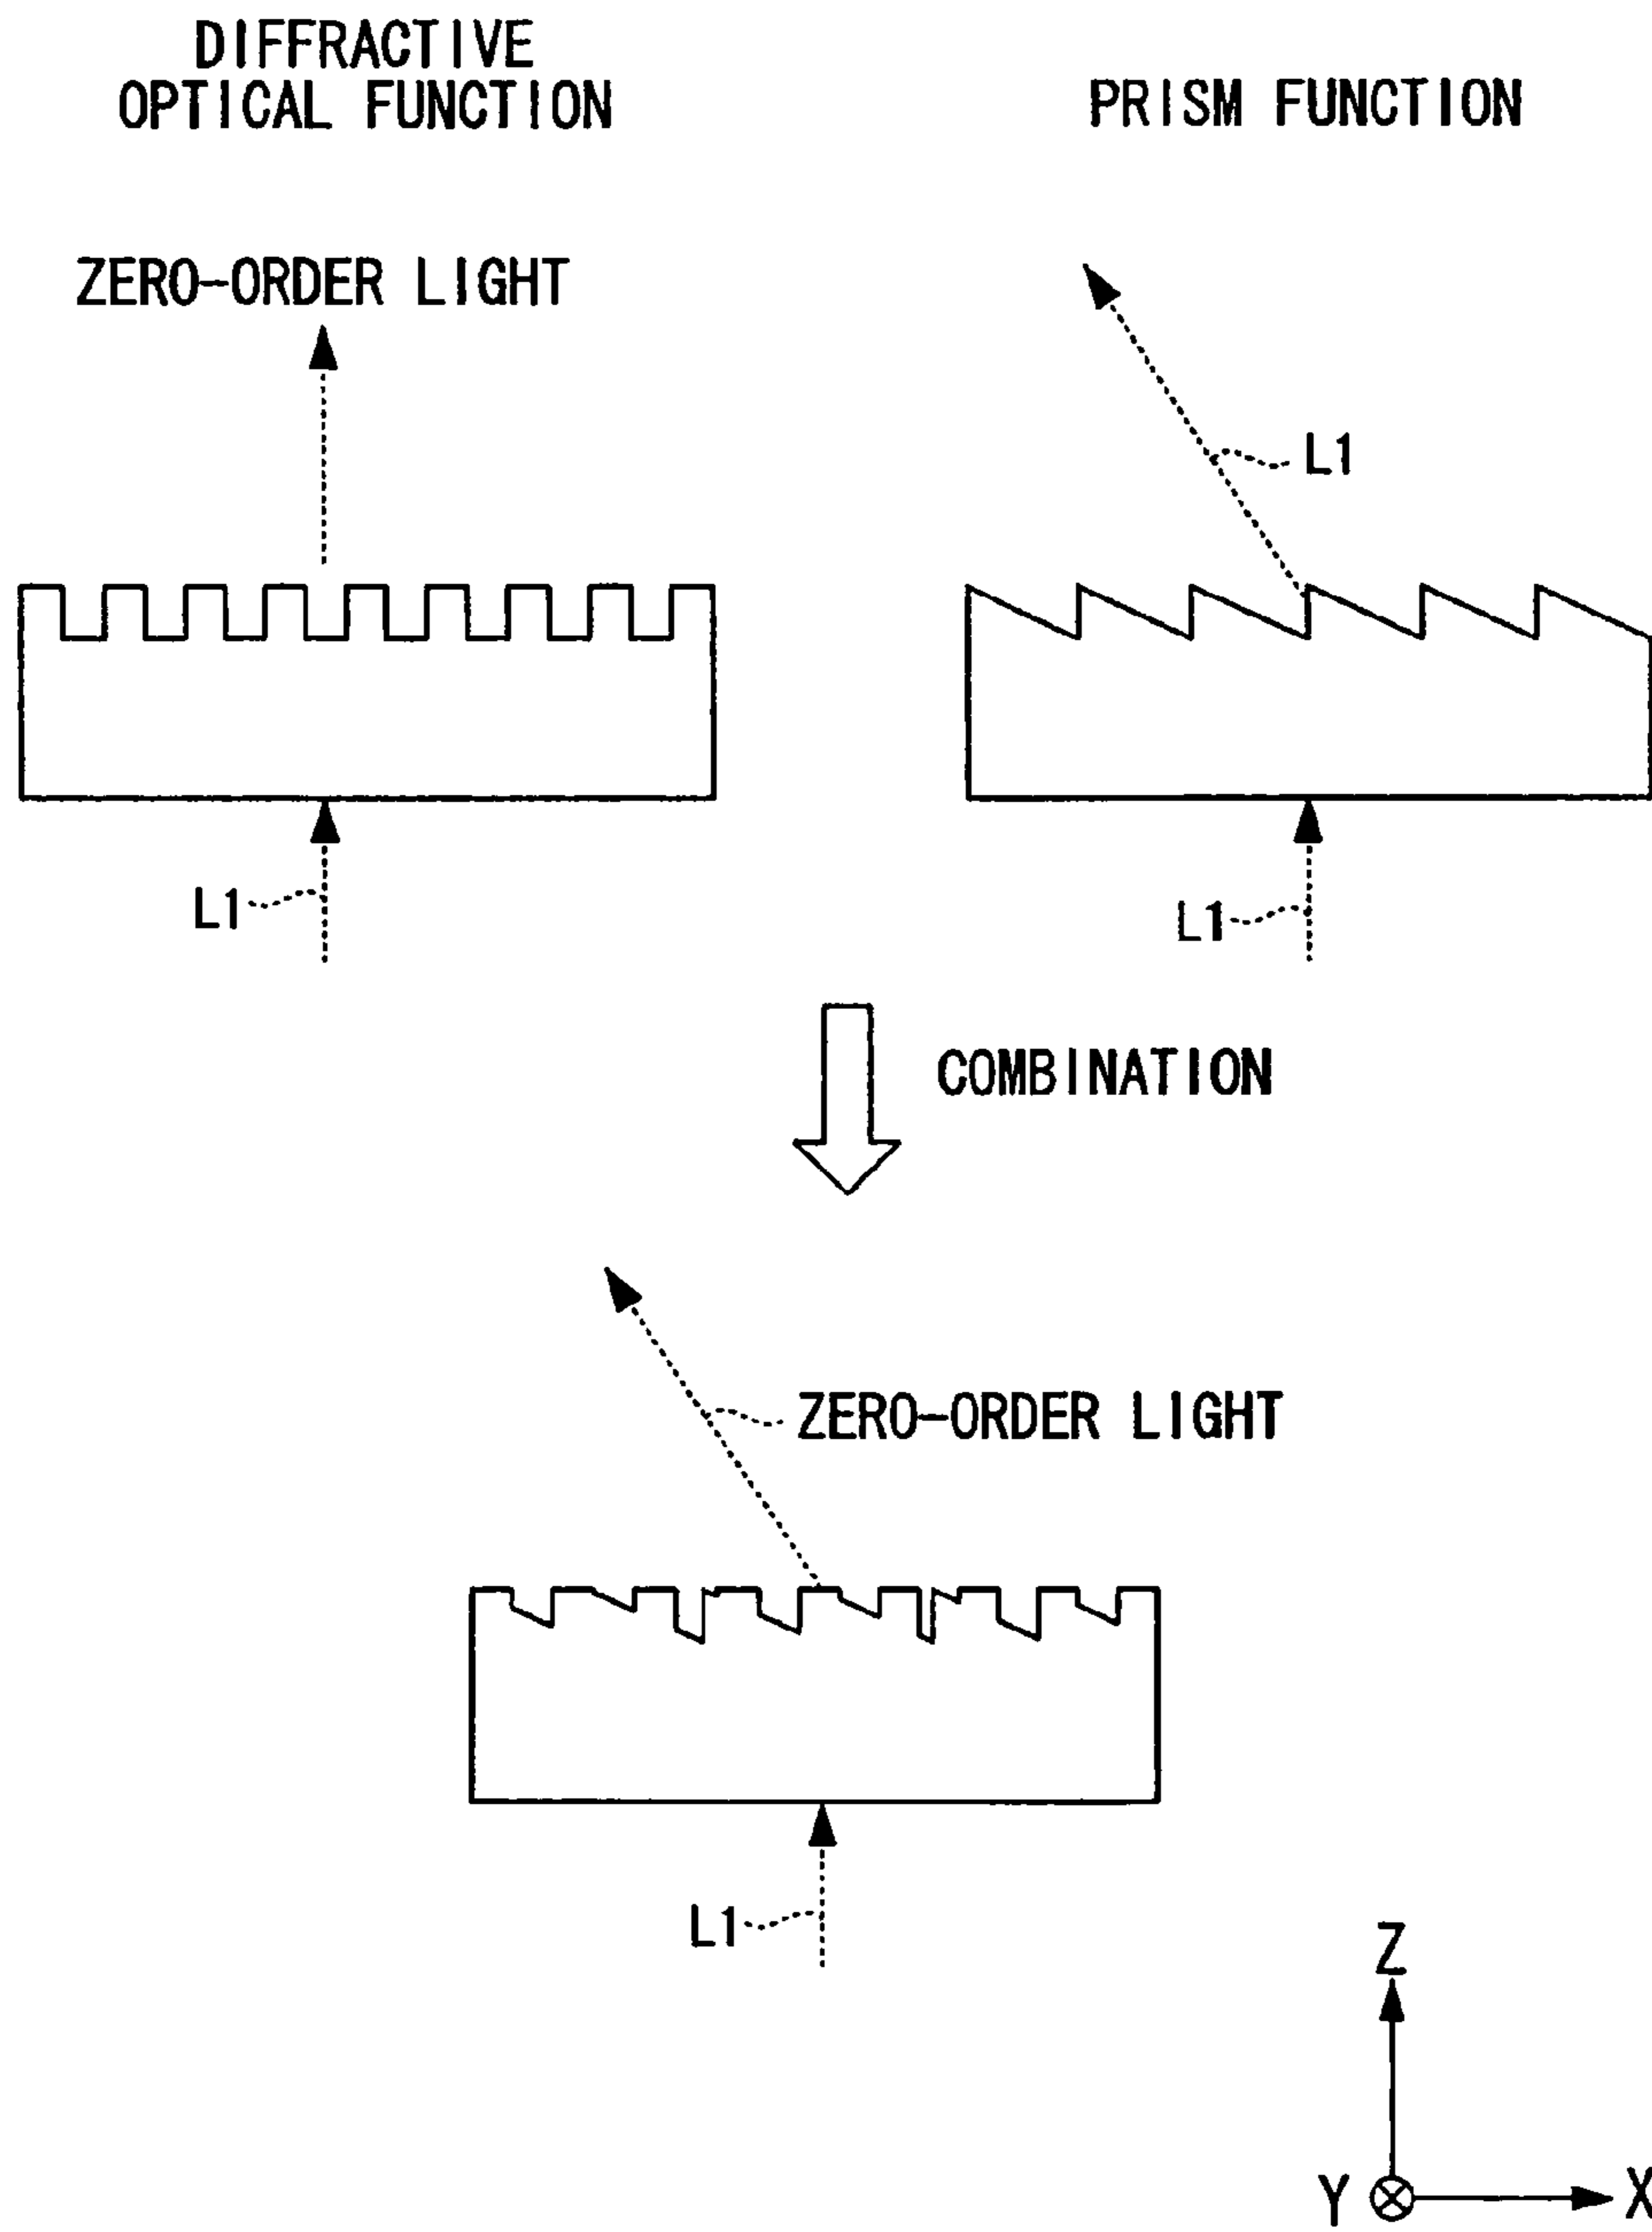 DIFFRACTIVE
OPTICAL FUNCTION
PRISM FUNCTION
ZERO-ORDER LIGHT
L1
L1
L1
COMBINATION
ZERO-ORDER LIGHT
L1
Z
Y
X